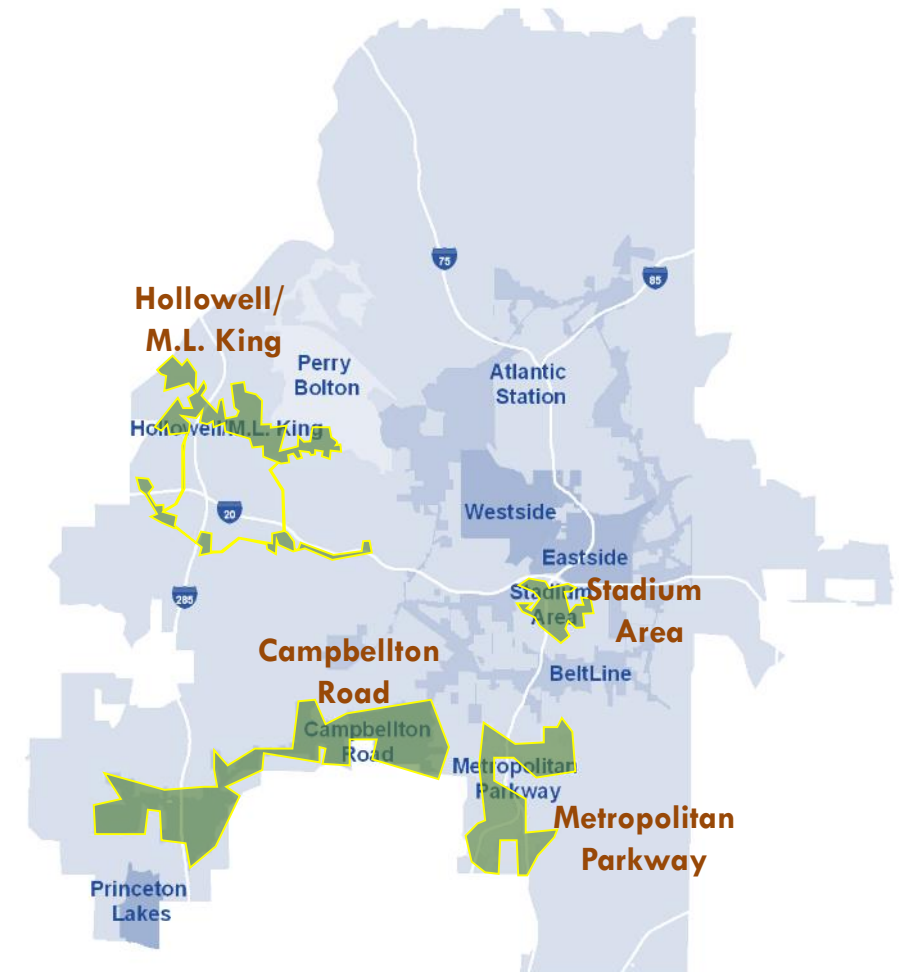 75
85
Hollowell/
M.L. King
Perry
Bolton
Atlantic
Station
Hollowell/M.L. King
20
Westside
Eastside
285
Stadium
Area
Stadium
Area
Campbellton
Road
BeltLine
Campbellton
Road
Metropolitan
Parkway
Metropolitan
Parkway
Princeton
Lakes